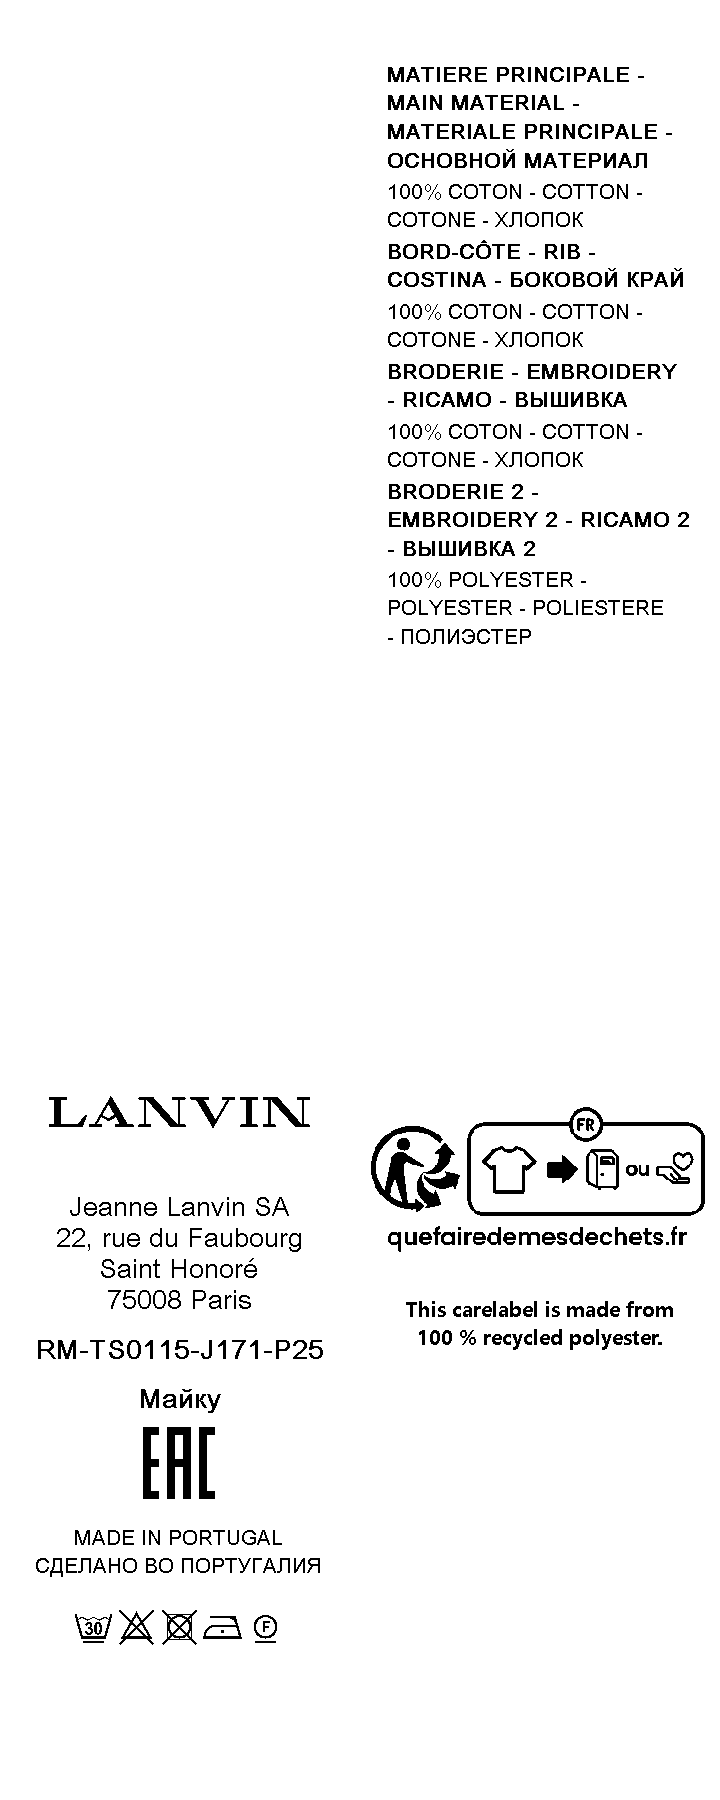 MATIERE PRINCIPALE -
MAIN MATERIAL -
MATERIALE PRINCIPALE -
ОСНОВНОЙ МАТЕРИАЛ
100% COTON - COTTON -
COTONE - ХЛОПОК
BORD-CÔTE - RIB -
COSTINA - БОКОВОЙ КРАЙ
100% COTON - COTTON -
COTONE - ХЛОПОК
BRODERIE - EMBROIDERY
- RICAMO - ВЫШИВКА
100% COTON - COTTON -
COTONE - ХЛОПОК
BRODERIE 2 -
EMBROIDERY 2 - RICAMO 2
- ВЫШИВКА 2
100% POLYESTER -
POLYESTER - POLIESTERE
- ПОЛИЭСТЕР
LANVIN
Jeanne Lanvin SA
22, rue du Faubourg
Saint Honoré
75008 Paris
RM-TS0115-J171-P25
Майку
EAC
MADE IN PORTUGAL
СДЕЛАНО ВО ПОРТУГАЛИЯ
30
F
FR
ou
quefairedemesdechets.fr
This carelabel is made from
100 % recycled polyester.